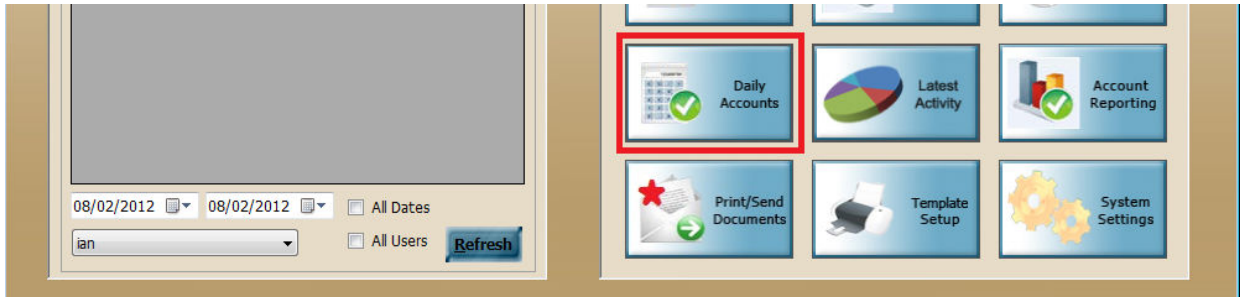 08/02/2012 08/02/2012 All Dates
ian All Users Refresh
Daily
Accounts
Latest
Activity
Account
Reporting
Print/Send
Documents
Template
Setup
System
Settings